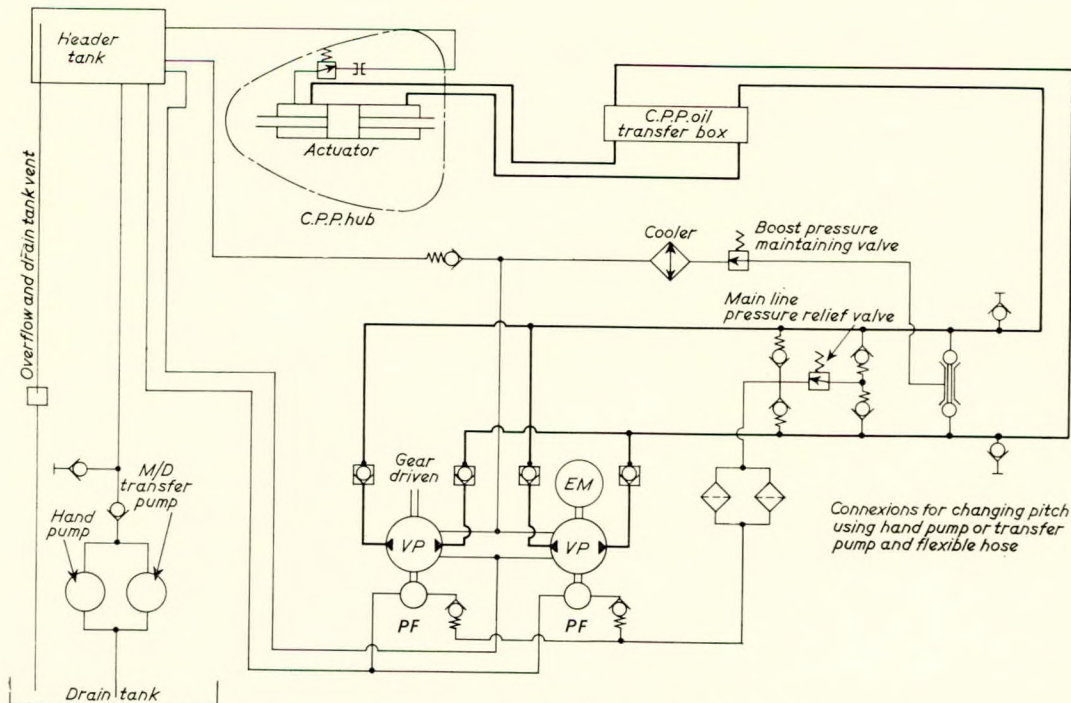 Header
tank
C.P.P. oil
transfer box
Actuator
C.P.P. hub
Overflow and drain tank vent
Cooler
Boost pressure
maintaining valve
Main line
pressure relief valve
M/D
transfer
pump
Hand
pump
Gear
driven
EM
VP
VP
PF
PF
Connexions for changing pitch
using hand pump or transfer
pump and flexible hose
Drain tank